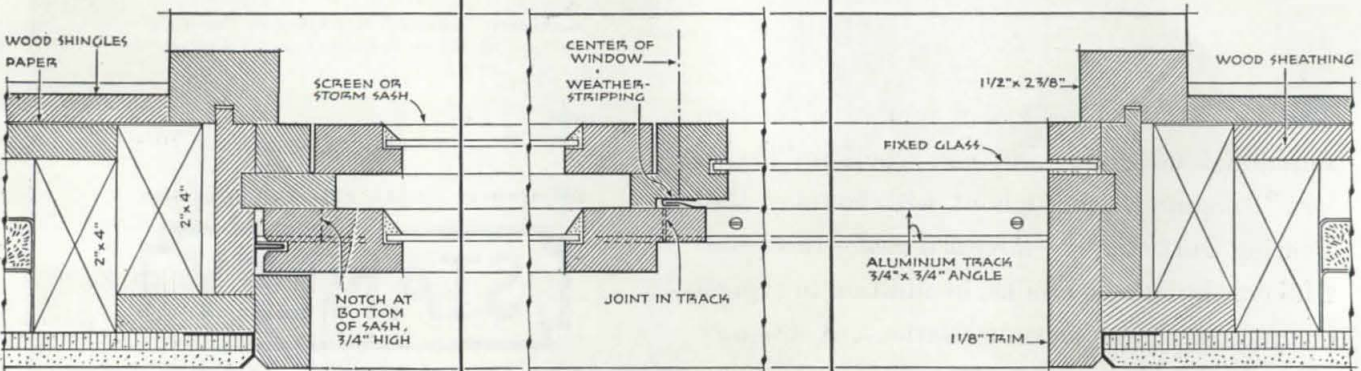 WOOD SHINGLES
PAPER
SCREEN OR
STORM SASH
CENTER OF
WINDOW
WEATHER-
STRIPPING
1 1/2" x 2 3/8"
WOOD SHEATHING
FIXED GLASS
2" x 4"
2" x 4"
NOTCH AT
BOTTOM
OF SASH,
3/4" HIGH
JOINT IN TRACK
ALUMINUM TRACK
3/4" x 3/4" ANGLE
1 1/8" TRIM